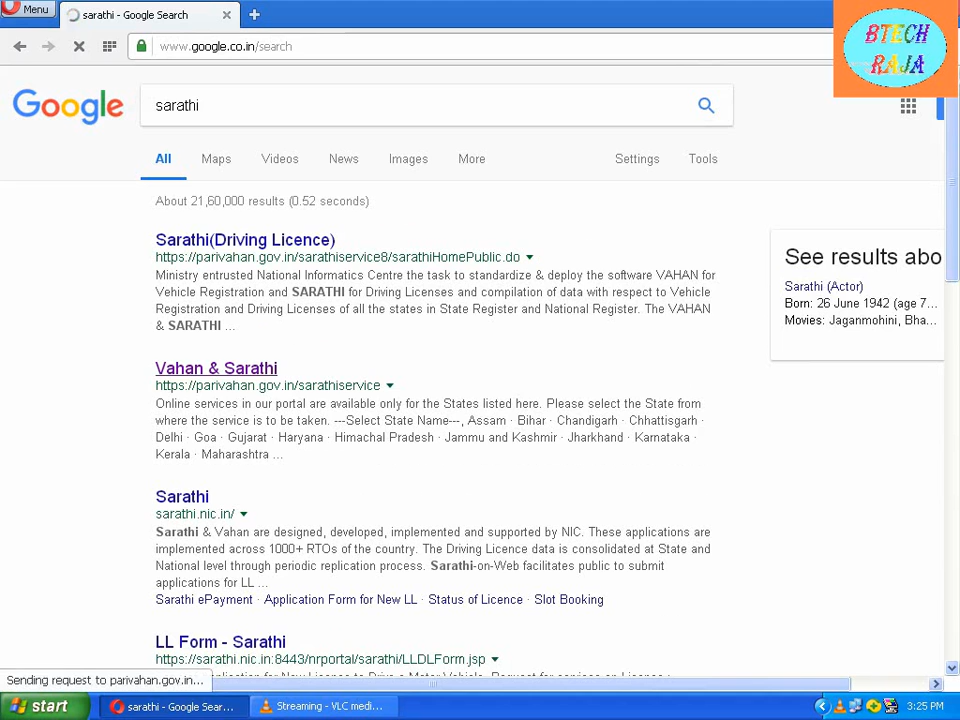 Menu
sarathi - Google Search
www.google.co.in/search
BTECH
RAJA
Google
sarathi
All Maps Videos News Images More Settings Tools
About 21,60,000 results (0.52 seconds)
Sarathi(Driving Licence)
https://parivahan.gov.in/sarathiservice8/sarathiHomePublic.do
Ministry entrusted National Informatics Centre the task to standardize & deploy the software VAHAN for
Vehicle Registration and SARATHI for Driving Licenses and compilation of data with respect to Vehicle
Registration and Driving Licenses of all the states in State Register and National Register. The VAHAN
& SARATHI ...
See results abo
Sarathi (Actor)
Born: 26 June 1942 (age 7...
Movies: Jaganmohini, Bha...
Vahan & Sarathi
https://parivahan.gov.in/sarathiservice
Online services in our portal are available only for the States listed here. Please select the State from
where the service is to be taken. ---Select State Name---, Assam · Bihar · Chandigarh · Chhattisgarh ·
Delhi · Goa · Gujarat · Haryana · Himachal Pradesh · Jammu and Kashmir · Jharkhand · Karnataka ·
Kerala · Maharashtra ...
Sarathi
sarathi.nic.in/
Sarathi & Vahan are designed, developed, implemented and supported by NIC. These applications are
implemented across 1000+ RTOs of the country. The Driving Licence data is consolidated at State and
National level through periodic replication process. Sarathi-on-Web facilitates public to submit
applications for LL ...
Sarathi ePayment · Application Form for New LL · Status of Licence · Slot Booking
LL Form - Sarathi
https://sarathi.nic.in:8443/nrportal/sarathi/LLDLForm.jsp
Sending request to parivahan.gov.in...
start
sarathi - Google Sear...
Streaming - VLC medi...
3:25 PM